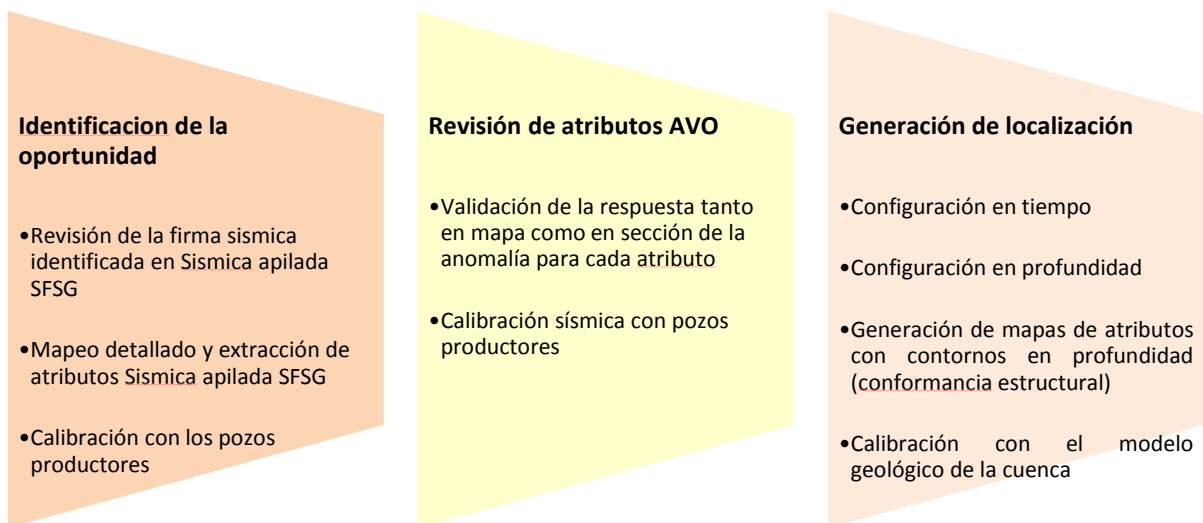 Identificacion de la
oportunidad
•Revisión de la firma sismica
identificada en Sismica apilada
SFSG
•Mapeo detallado y extracción de
atributos Sismica apilada SFSG
•Calibración con los pozos
productores
Revisión de atributos AVO
•Validación de la respuesta tanto
en mapa como en sección de la
anomalía para cada atributo
•Calibración sísmica con pozos
productores
Generación de localización
•Configuración en tiempo
•Configuración en profundidad
•Generación de mapas de atributos
con contornos en profundidad
(conformancia estructural)
•Calibración con el modelo
geológico de la cuenca